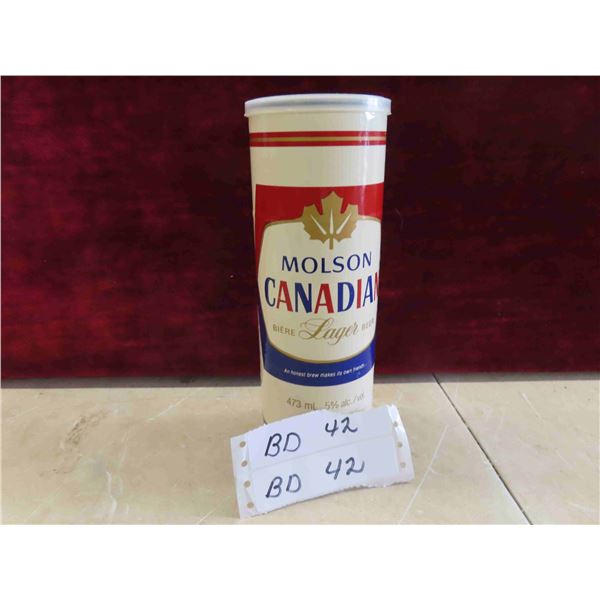 MOLSON
CANADIAN
BIÈRE Lager BEER
An honest brew makes its own friends.
473 mL 5% alc./vol.
BD 42
BD 42